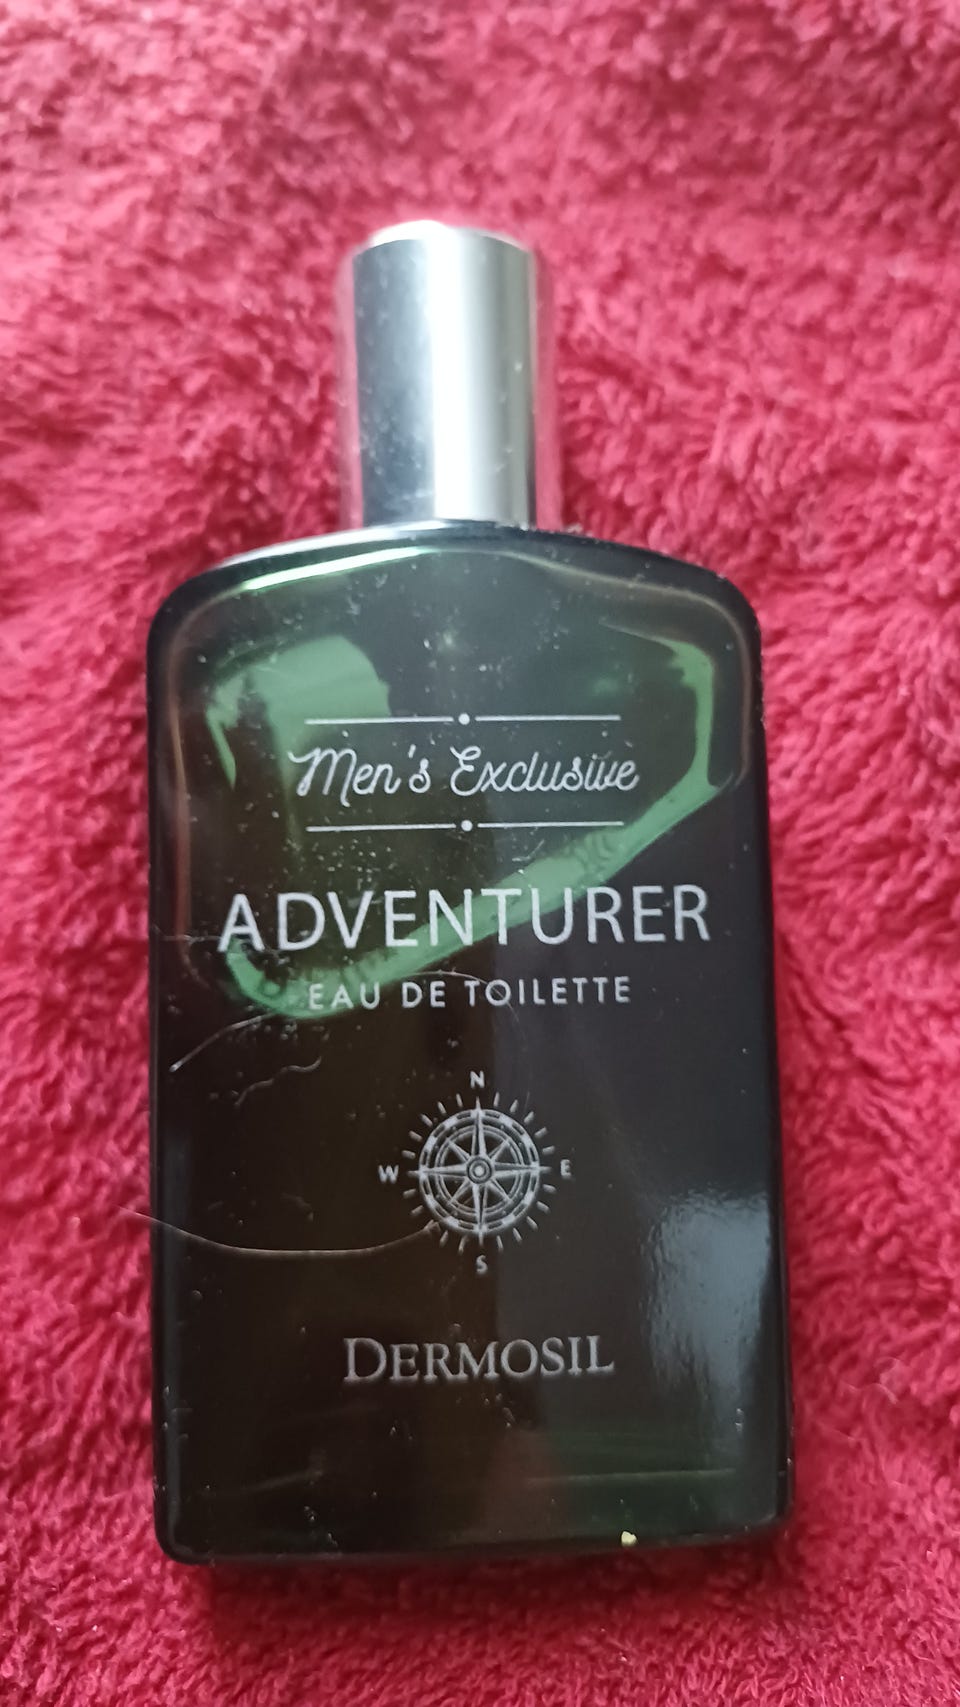 Men's Exclusive
ADVENTURER
EAU DE TOILETTE
N
W E
S
DERMOSIL